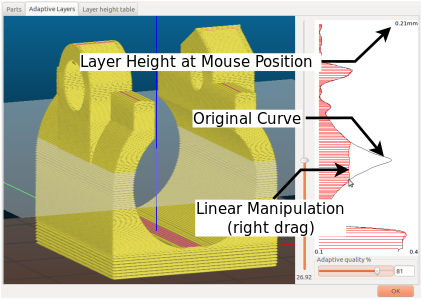 Parts Adaptive Layers Layer height table
0.21mm
Layer Height at Mouse Position
Original Curve
Linear Manipulation
(right drag)
0.1 0.4
Adaptive quality %
26.92
81
OK